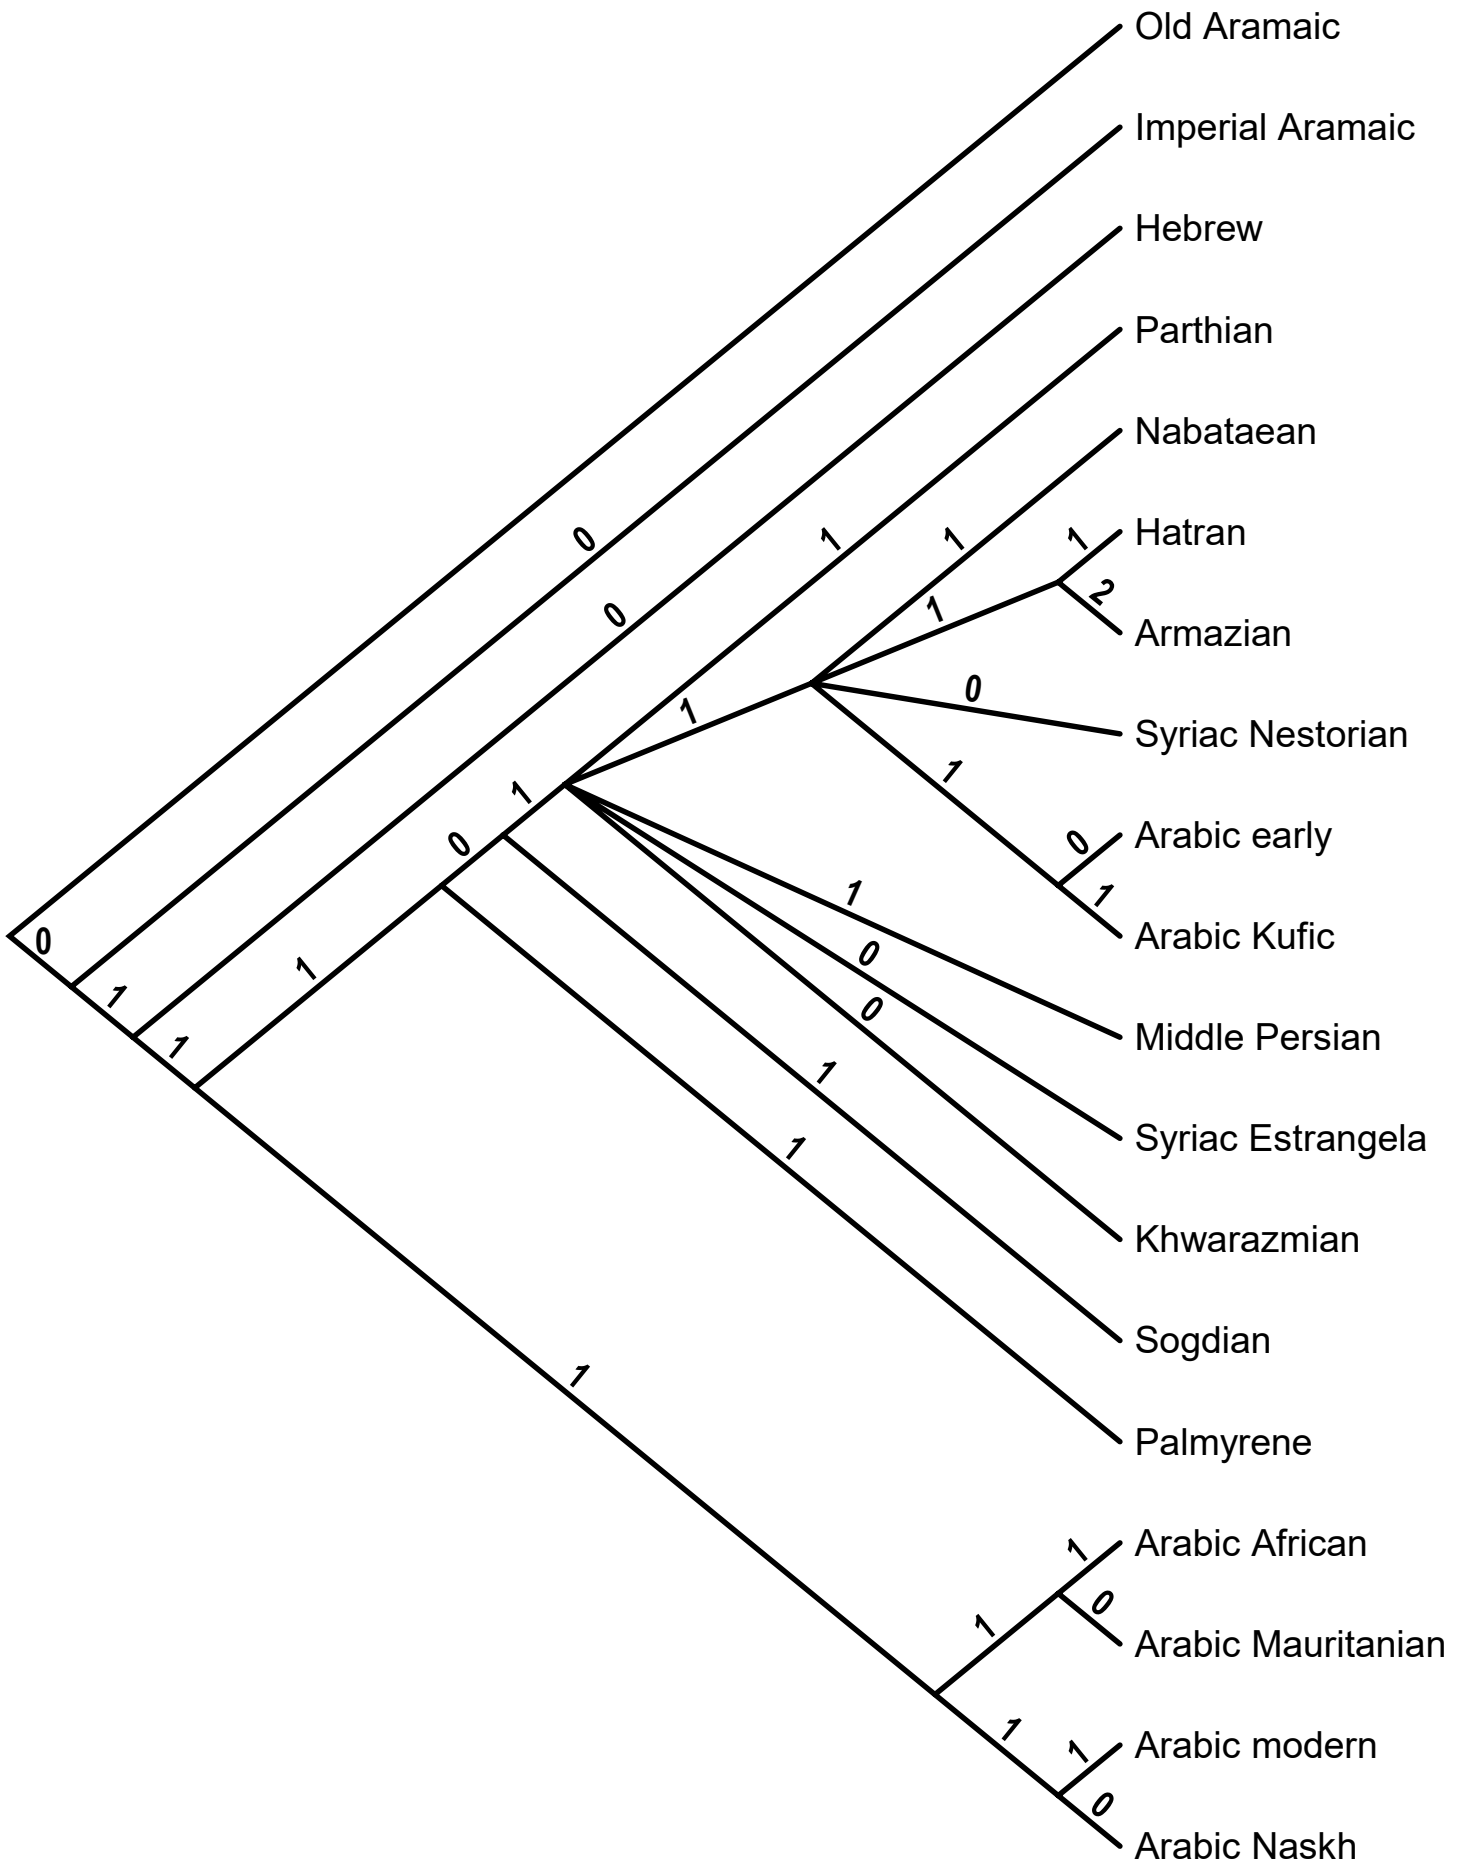 Old Aramaic
Imperial Aramaic
Hebrew
Parthian
Nabataean
0
1
1
1
Hatran
2
1
0
Armazian
0
1
Syriac Nestorian
1
1
0
0
Arabic early
1
1
Arabic Kufic
0
0
1
1
0
Middle Persian
1
1
1
Syriac Estrangela
Khwarazmian
Sogdian
1
Palmyrene
1
Arabic African
0
1
Arabic Mauritanian
1
1
Arabic modern
0
Arabic Naskh